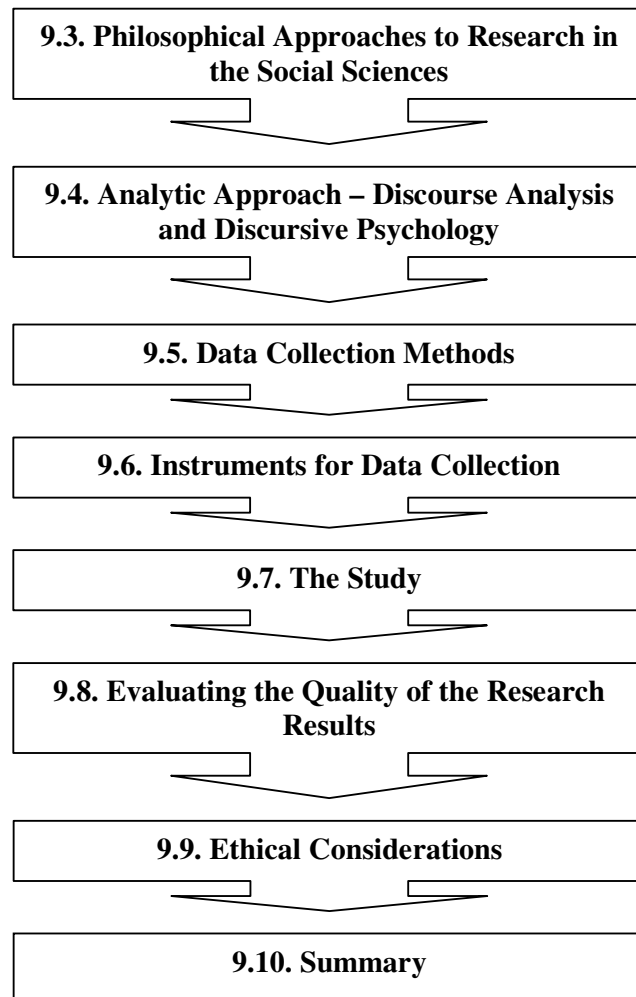 9.3. Philosophical Approaches to Research in
the Social Sciences
9.4. Analytic Approach – Discourse Analysis
and Discursive Psychology
9.5. Data Collection Methods
9.6. Instruments for Data Collection
9.7. The Study
9.8. Evaluating the Quality of the Research
Results
9.9. Ethical Considerations
9.10. Summary